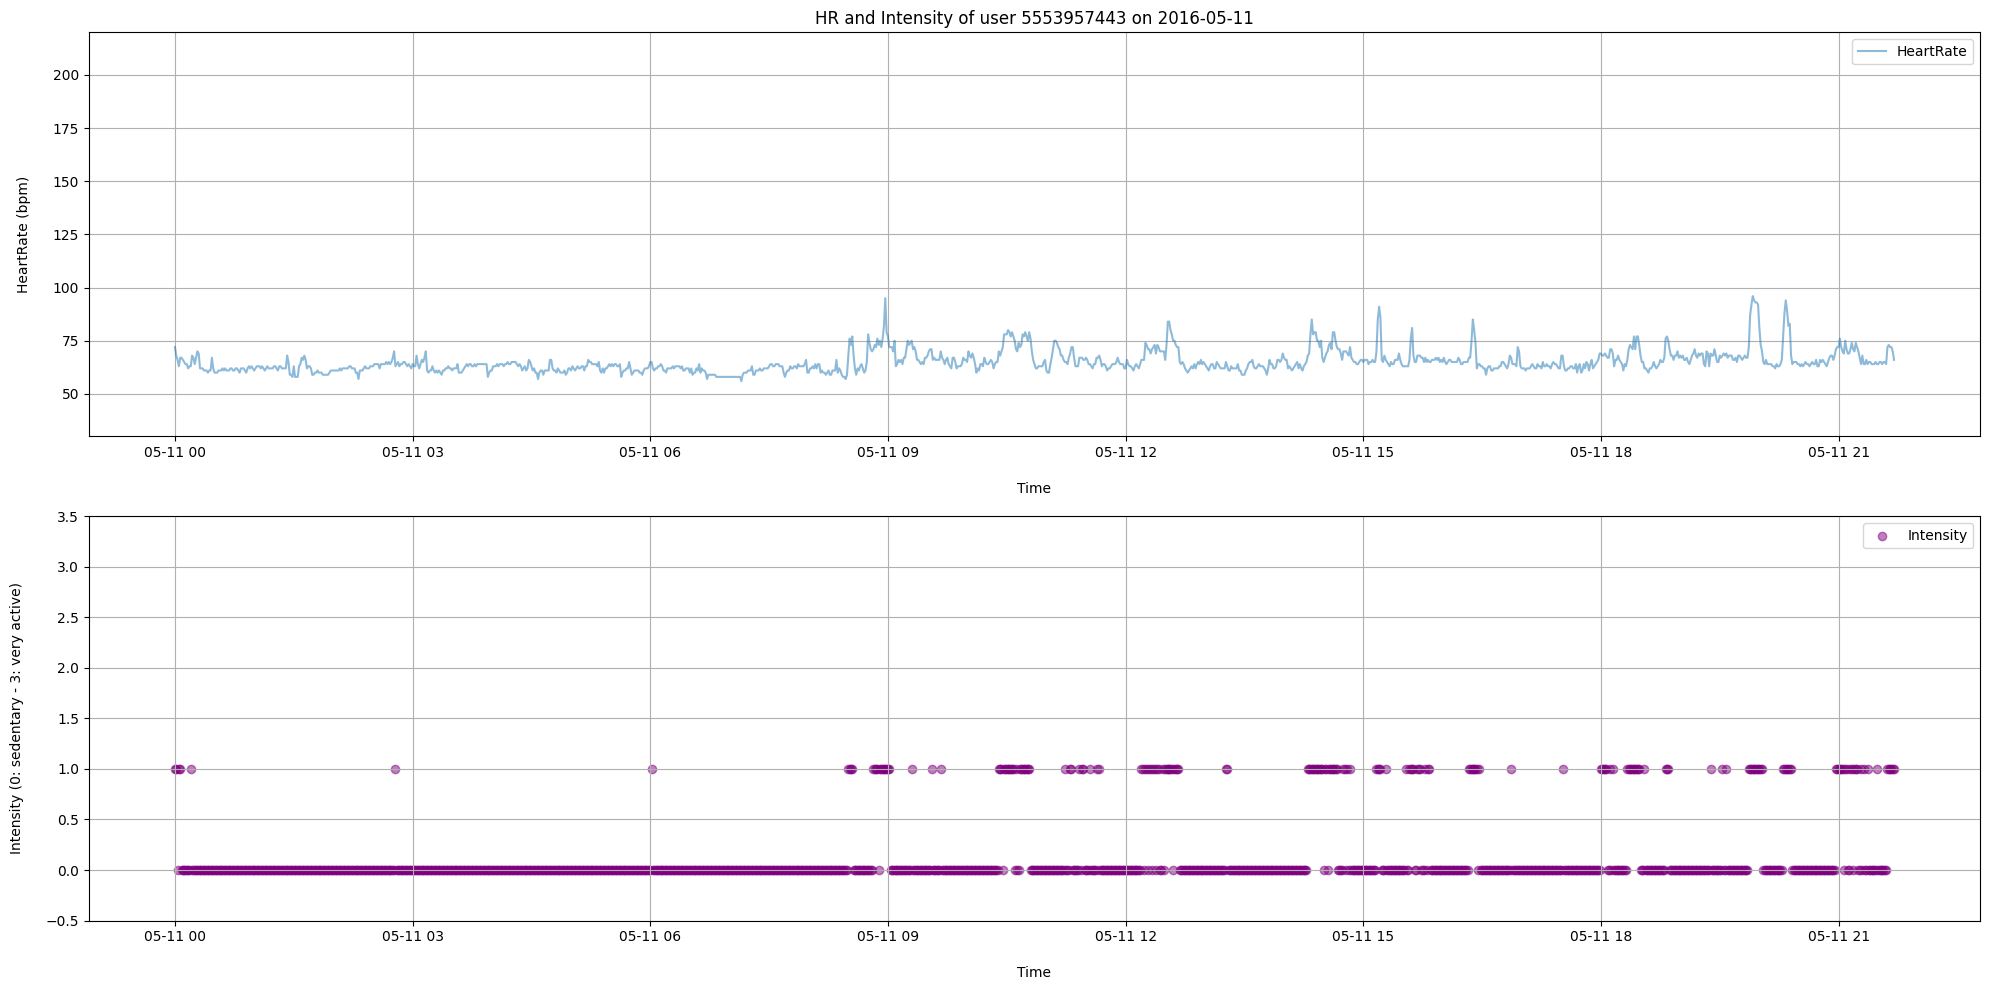 HR and Intensity of user 5553957443 on 2016-05-11
HeartRate
200
175
150
125
100
75
50
HeartRate (bpm)
05-11 00 05-11 03 05-11 06 05-11 09 05-11 12 05-11 15 05-11 18 05-11 21
Time
Intensity
3.5
3.0
2.5
2.0
1.5
1.0
0.5
0.0
−0.5
Intensity (0: sedentary - 3: very active)
05-11 00 05-11 03 05-11 06 05-11 09 05-11 12 05-11 15 05-11 18 05-11 21
Time